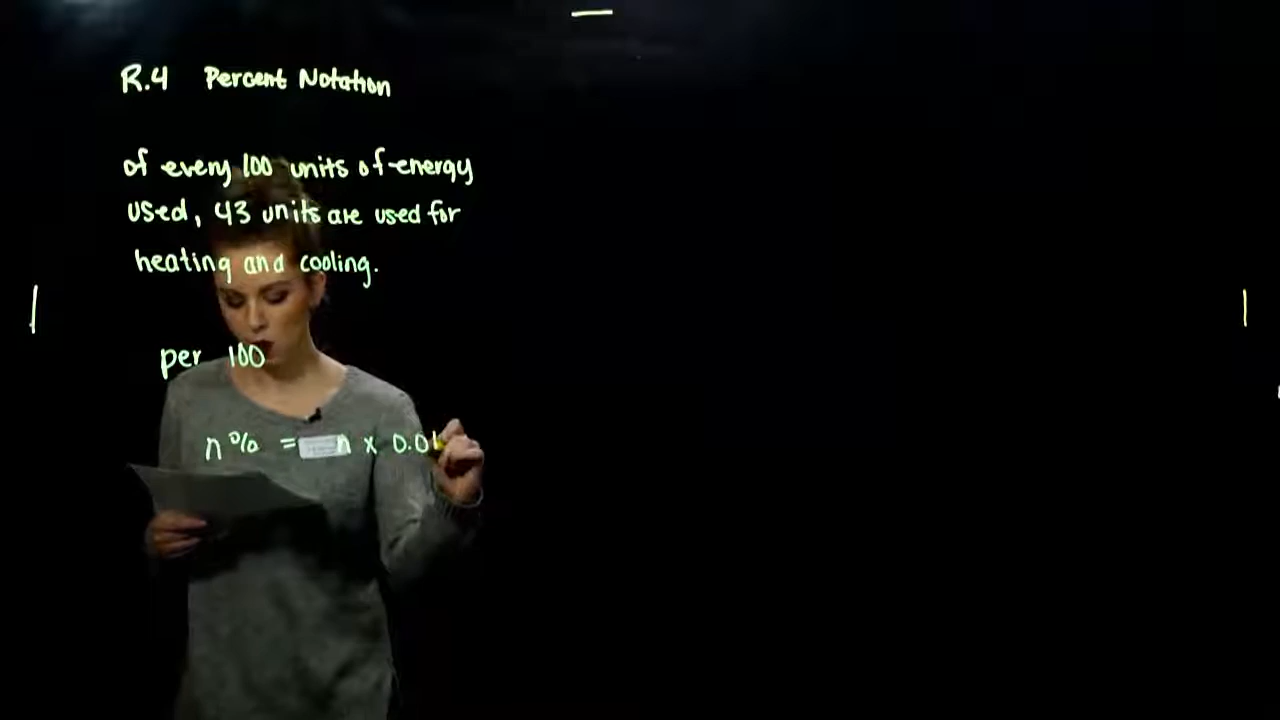 R.4 Percent Notation
of every 100 units of energy
used, 43 units are used for
heating and cooling.
per 100
n% = n x 0.01